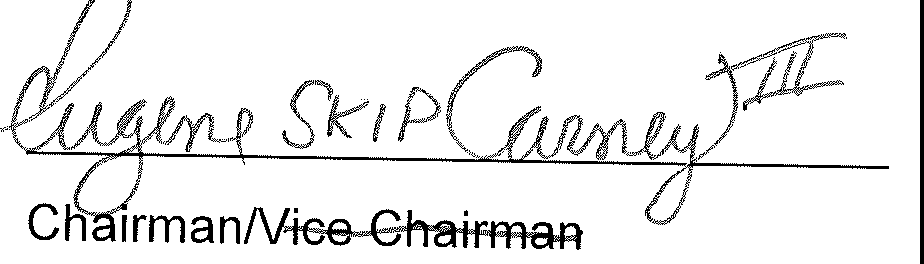 Eugene SKIP Carney III
Chairman/Vice Chairman